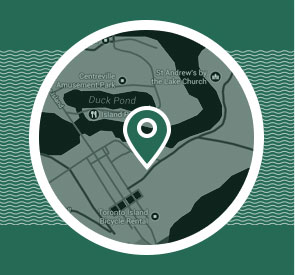 Centreville
Amusement Park
St Andrew's by
the Lake Church
Duck Pond
Island
Toronto Island
Bicycle Rental